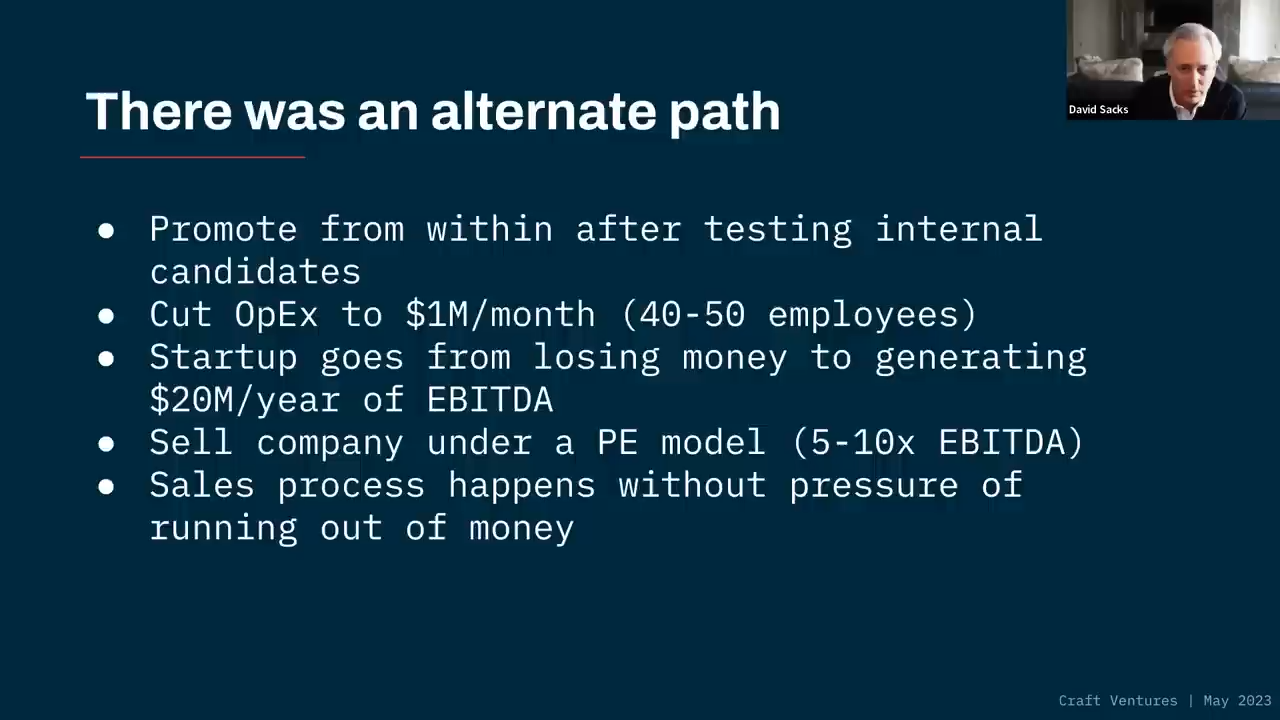 There was an alternate path
David Sacks
● Promote from within after testing internal
candidates
● Cut OpEx to $1M/month (40-50 employees)
● Startup goes from losing money to generating
$20M/year of EBITDA
● Sell company under a PE model (5-10x EBITDA)
● Sales process happens without pressure of
running out of money
Craft Ventures | May 2023